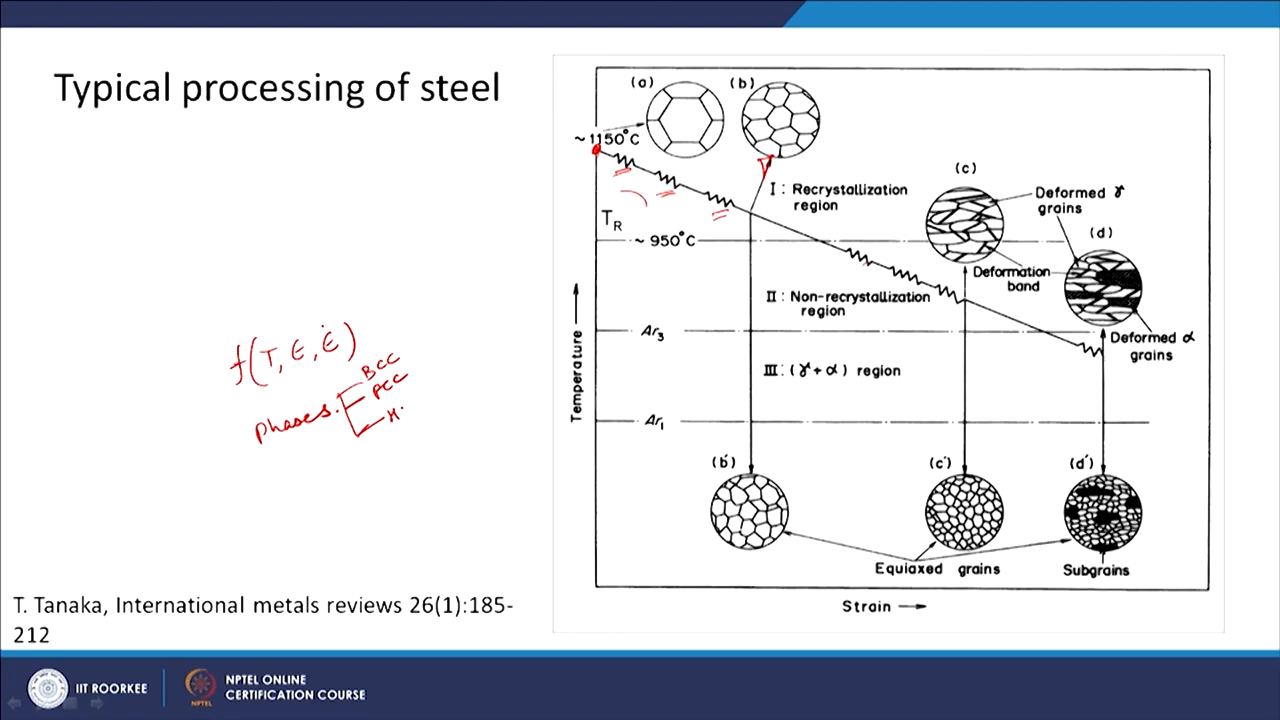 Typical processing of steel
(a)
(b)
~1150°C
I : Recrystallization
region
(c)
Deformed γ
grains
T_R
~ 950°C
(d)
Deformation
band
II : Non-recrystallization
region
Temperature
Ar₃
Deformed α
grains
III : (γ + α) region
Ar₁
f(T, ε, ε̇)
phases.
BCC
FCC
H.
(b́)
(c')
(d')
Equiaxed grains
Subgrains
Strain
T. Tanaka, International metals reviews 26(1):185-
212
IIT ROORKEE
NPTEL ONLINE
CERTIFICATION COURSE
NPTEL